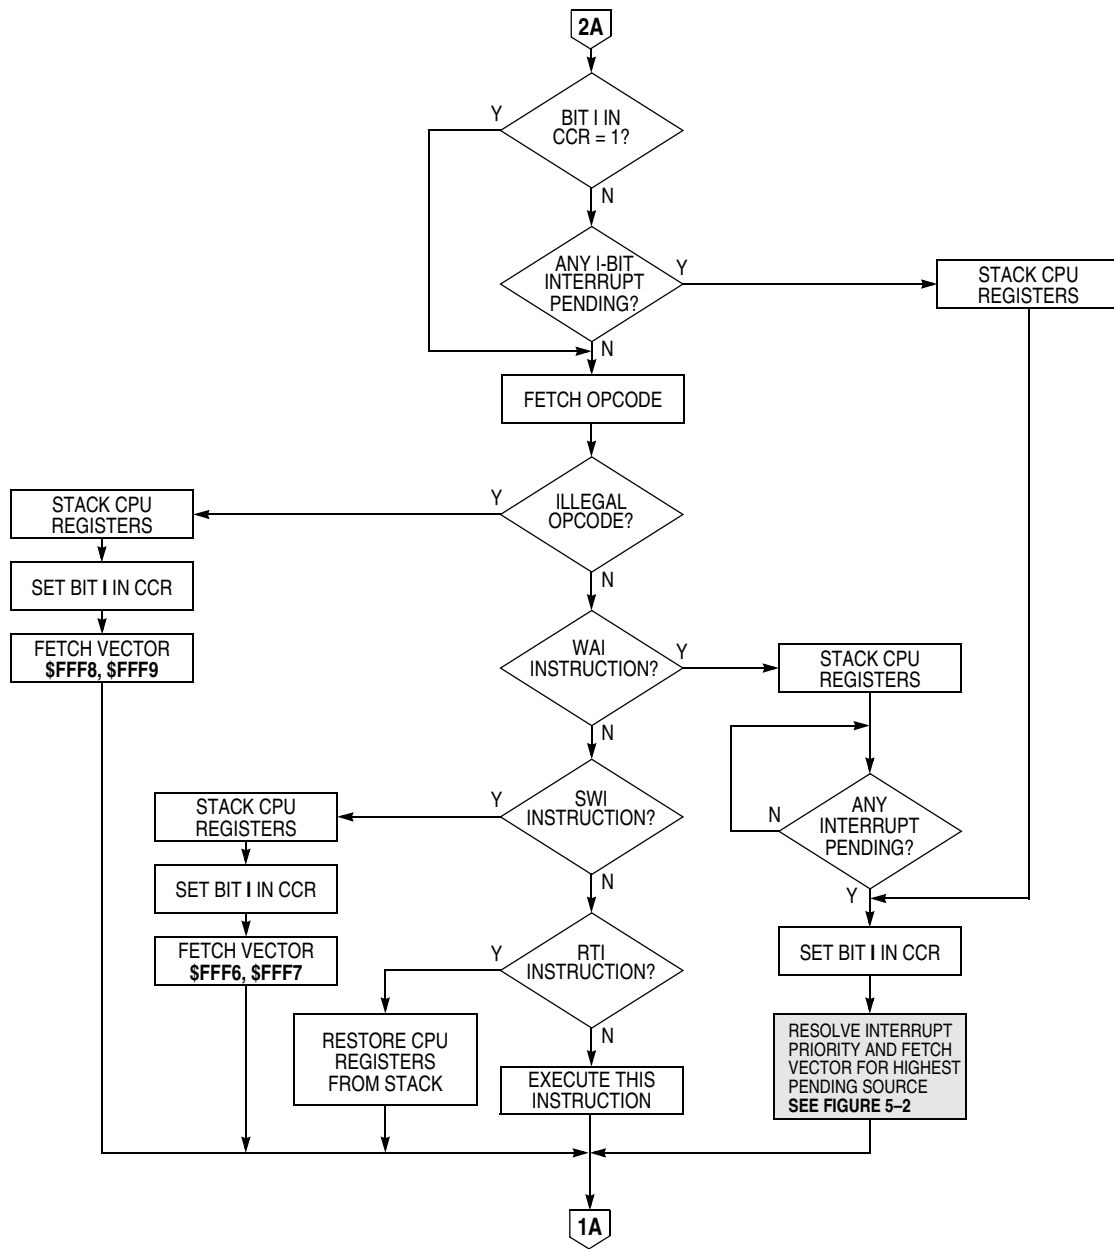 2A
BIT I IN
CCR = 1?
Y
N
ANY I-BIT
INTERRUPT
PENDING?
Y
N
STACK CPU
REGISTERS
FETCH OPCODE
ILLEGAL
OPCODE?
Y
N
STACK CPU
REGISTERS
SET BIT I IN CCR
FETCH VECTOR
$FFF8, $FFF9
WAI
INSTRUCTION?
Y
N
STACK CPU
REGISTERS
ANY
INTERRUPT
PENDING?
N
Y
SWI
INSTRUCTION?
Y
N
STACK CPU
REGISTERS
SET BIT I IN CCR
FETCH VECTOR
$FFF6, $FFF7
RTI
INSTRUCTION?
Y
N
RESTORE CPU
REGISTERS
FROM STACK
EXECUTE THIS
INSTRUCTION
SET BIT I IN CCR
RESOLVE INTERRUPT
PRIORITY AND FETCH
VECTOR FOR HIGHEST
PENDING SOURCE
SEE FIGURE 5–2
1A